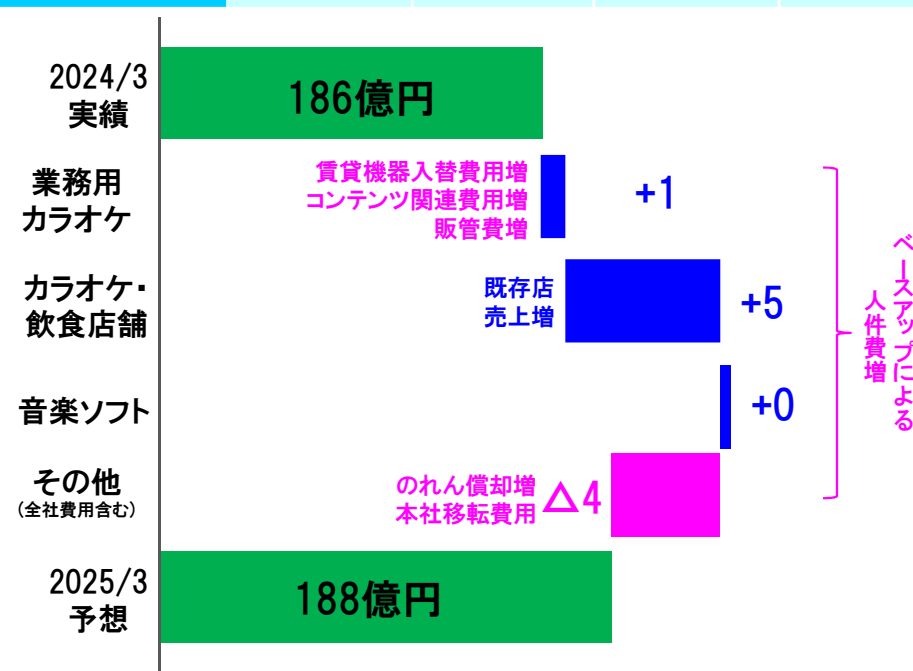 2024/3
実績
186億円
業務用
カラオケ
賃貸機器入替費用増
コンテンツ関連費用増
販管費増
+1
カラオケ・
飲食店舗
既存店
売上増
+5
音楽ソフト
+0
その他
(全社費用含む)
のれん償却増
本社移転費用
△4
ベースアップによる
人件費増
2025/3
予想
188億円